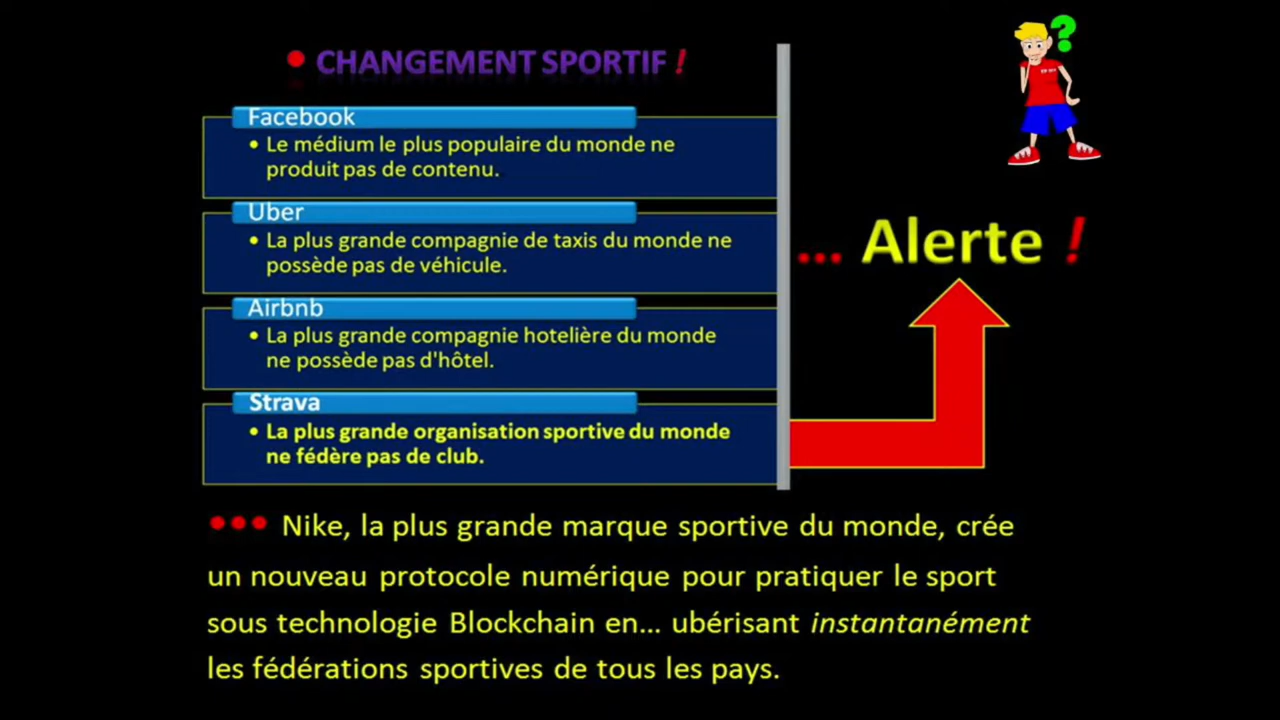 • CHANGEMENT SPORTIF !
?
Facebook
• Le médium le plus populaire du monde ne
produit pas de contenu.
Uber
• La plus grande compagnie de taxis du monde ne
possède pas de véhicule.
Airbnb
• La plus grande compagnie hotelière du monde
ne possède pas d'hôtel.
Strava
• La plus grande organisation sportive du monde
ne fédère pas de club.
... Alerte !
••• Nike, la plus grande marque sportive du monde, crée
un nouveau protocole numérique pour pratiquer le sport
sous technologie Blockchain en... ubérisant instantanément
les fédérations sportives de tous les pays.